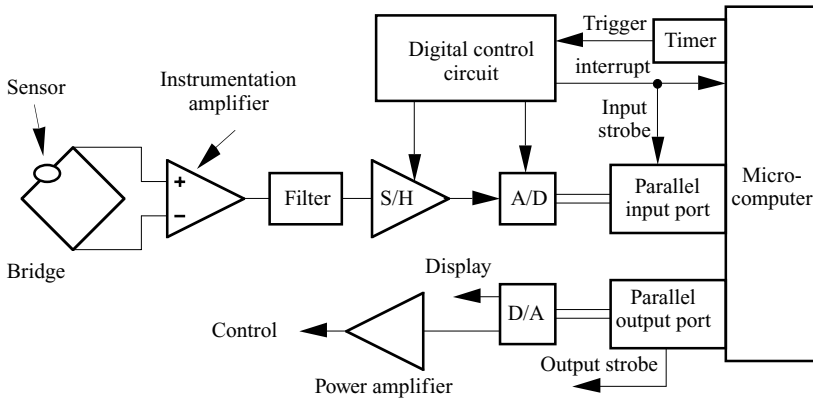 Trigger
Timer
Digital control
circuit
interrupt
Instrumentation
amplifier
Sensor
Input
strobe
+
−
Filter
S/H
A/D
Parallel
input port
Micro-
computer
Bridge
Display
D/A
Parallel
output port
Control
Power amplifier
Output strobe